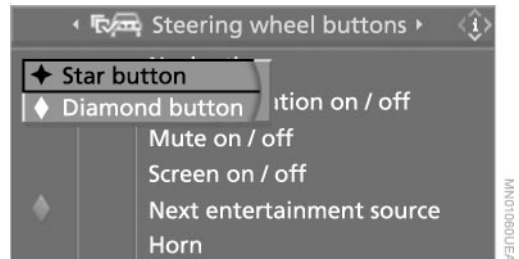 Steering wheel buttons
Star button
Diamond button
ation on / off
Mute on / off
Screen on / off
Next entertainment source
Horn
MN01060UEA